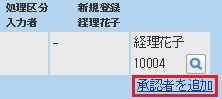 処理区分 新規登録
入力者 経理花子
− 経理花子
10004
承認者を追加